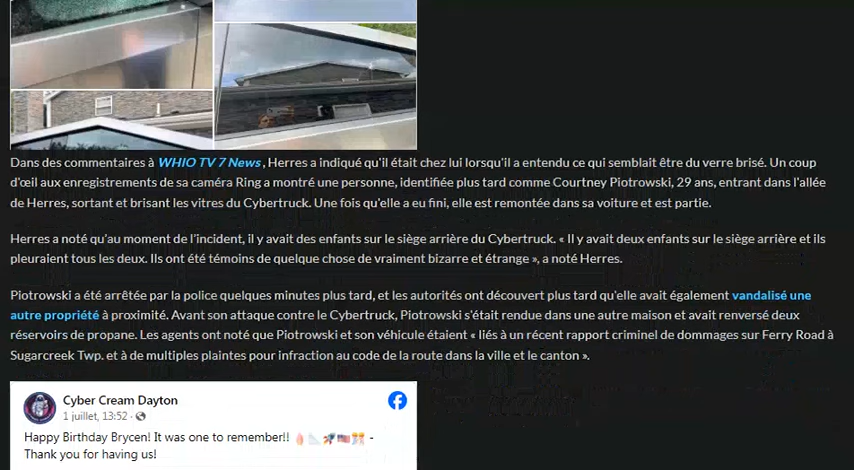 Dans des commentaires à WHIO TV 7 News , Herres a indiqué qu'il était chez lui lorsqu'il a entendu ce qui semblait être du verre brisé. Un coup
d'œil aux enregistrements de sa caméra Ring a montré une personne, identifiée plus tard comme Courtney Piotrowski, 29 ans, entrant dans l'allée
de Herres, sortant et brisant les vitres du Cybertruck. Une fois qu'elle a eu fini, elle est remontée dans sa voiture et est partie.
Herres a noté qu'au moment de l'incident, il y avait des enfants sur le siège arrière du Cybertruck. « Il y avait deux enfants sur le siège arrière et ils
pleuraient tous les deux. Ils ont été témoins de quelque chose de vraiment bizarre et étrange », a noté Herres.
Piotrowski a été arrêtée par la police quelques minutes plus tard, et les autorités ont découvert plus tard qu'elle avait également vandalisé une
autre propriété à proximité. Avant son attaque contre le Cybertruck, Piotrowski s'était rendue dans une autre maison et avait renversé deux
réservoirs de propane. Les agents ont noté que Piotrowski et son véhicule étaient « liés à un récent rapport criminel de dommages sur Ferry Road à
Sugarcreek Twp. et à de multiples plaintes pour infraction au code de la route dans la ville et le canton ».
Cyber Cream Dayton
1 juillet, 13:52 ·
Happy Birthday Brycen! It was one to remember!! -
Thank you for having us!